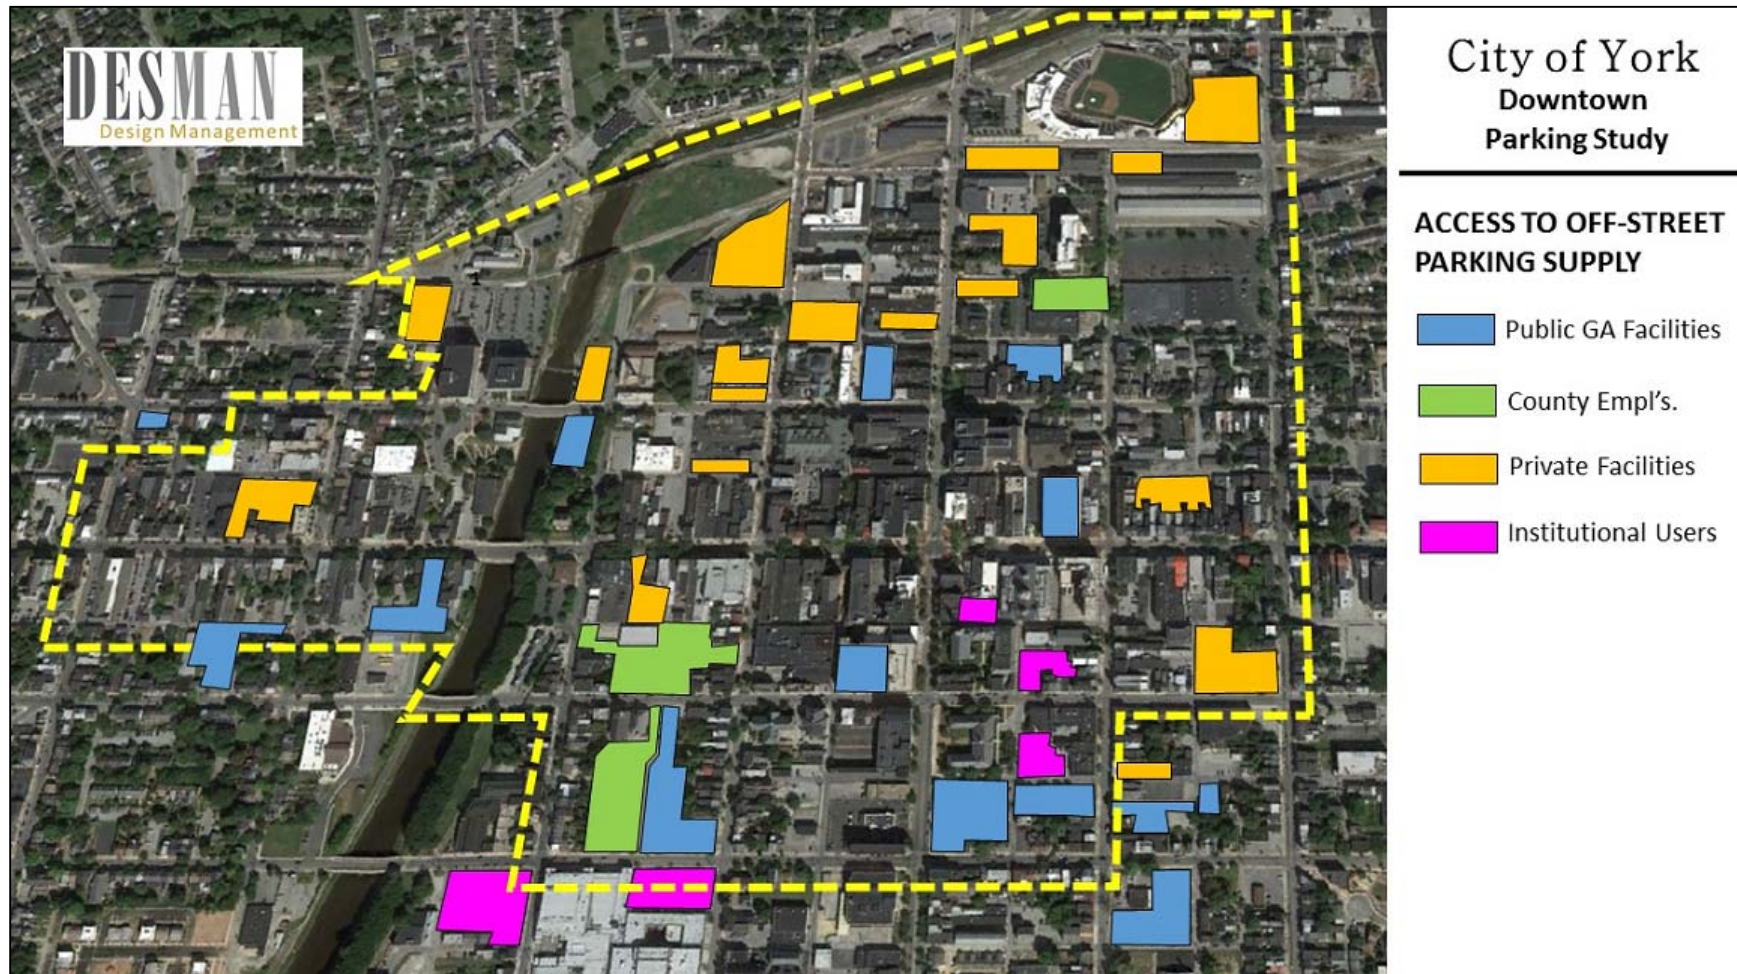 DESMAN
Design Management
City of York
Downtown
Parking Study
ACCESS TO OFF-STREET
PARKING SUPPLY
Public GA Facilities
County Empl's.
Private Facilities
Institutional Users